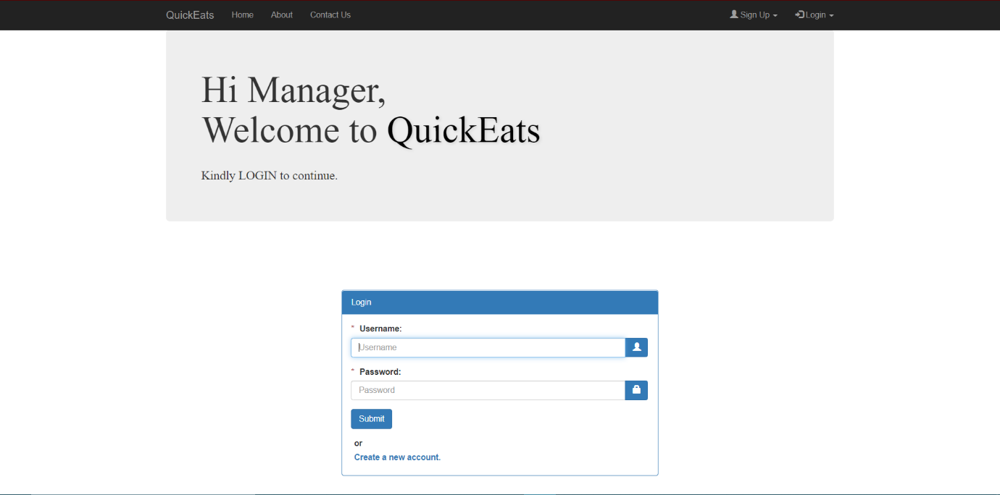 QuickEats Home About Contact Us Sign Up Login
Hi Manager,
Welcome to QuickEats
Kindly LOGIN to continue.
Login
* Username:
Username
* Password:
Password
Submit
or
Create a new account.